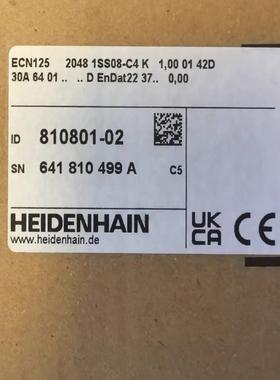 ECN125 2048 1SS08-C4 K 1,00 01 42D
30A 64 01 .. .. D EnDat22 37.. 0,00
ID 810801-02
SN 641 810 499 A C5
HEIDENHAIN
www.heidenhain.de
UK
CA CE